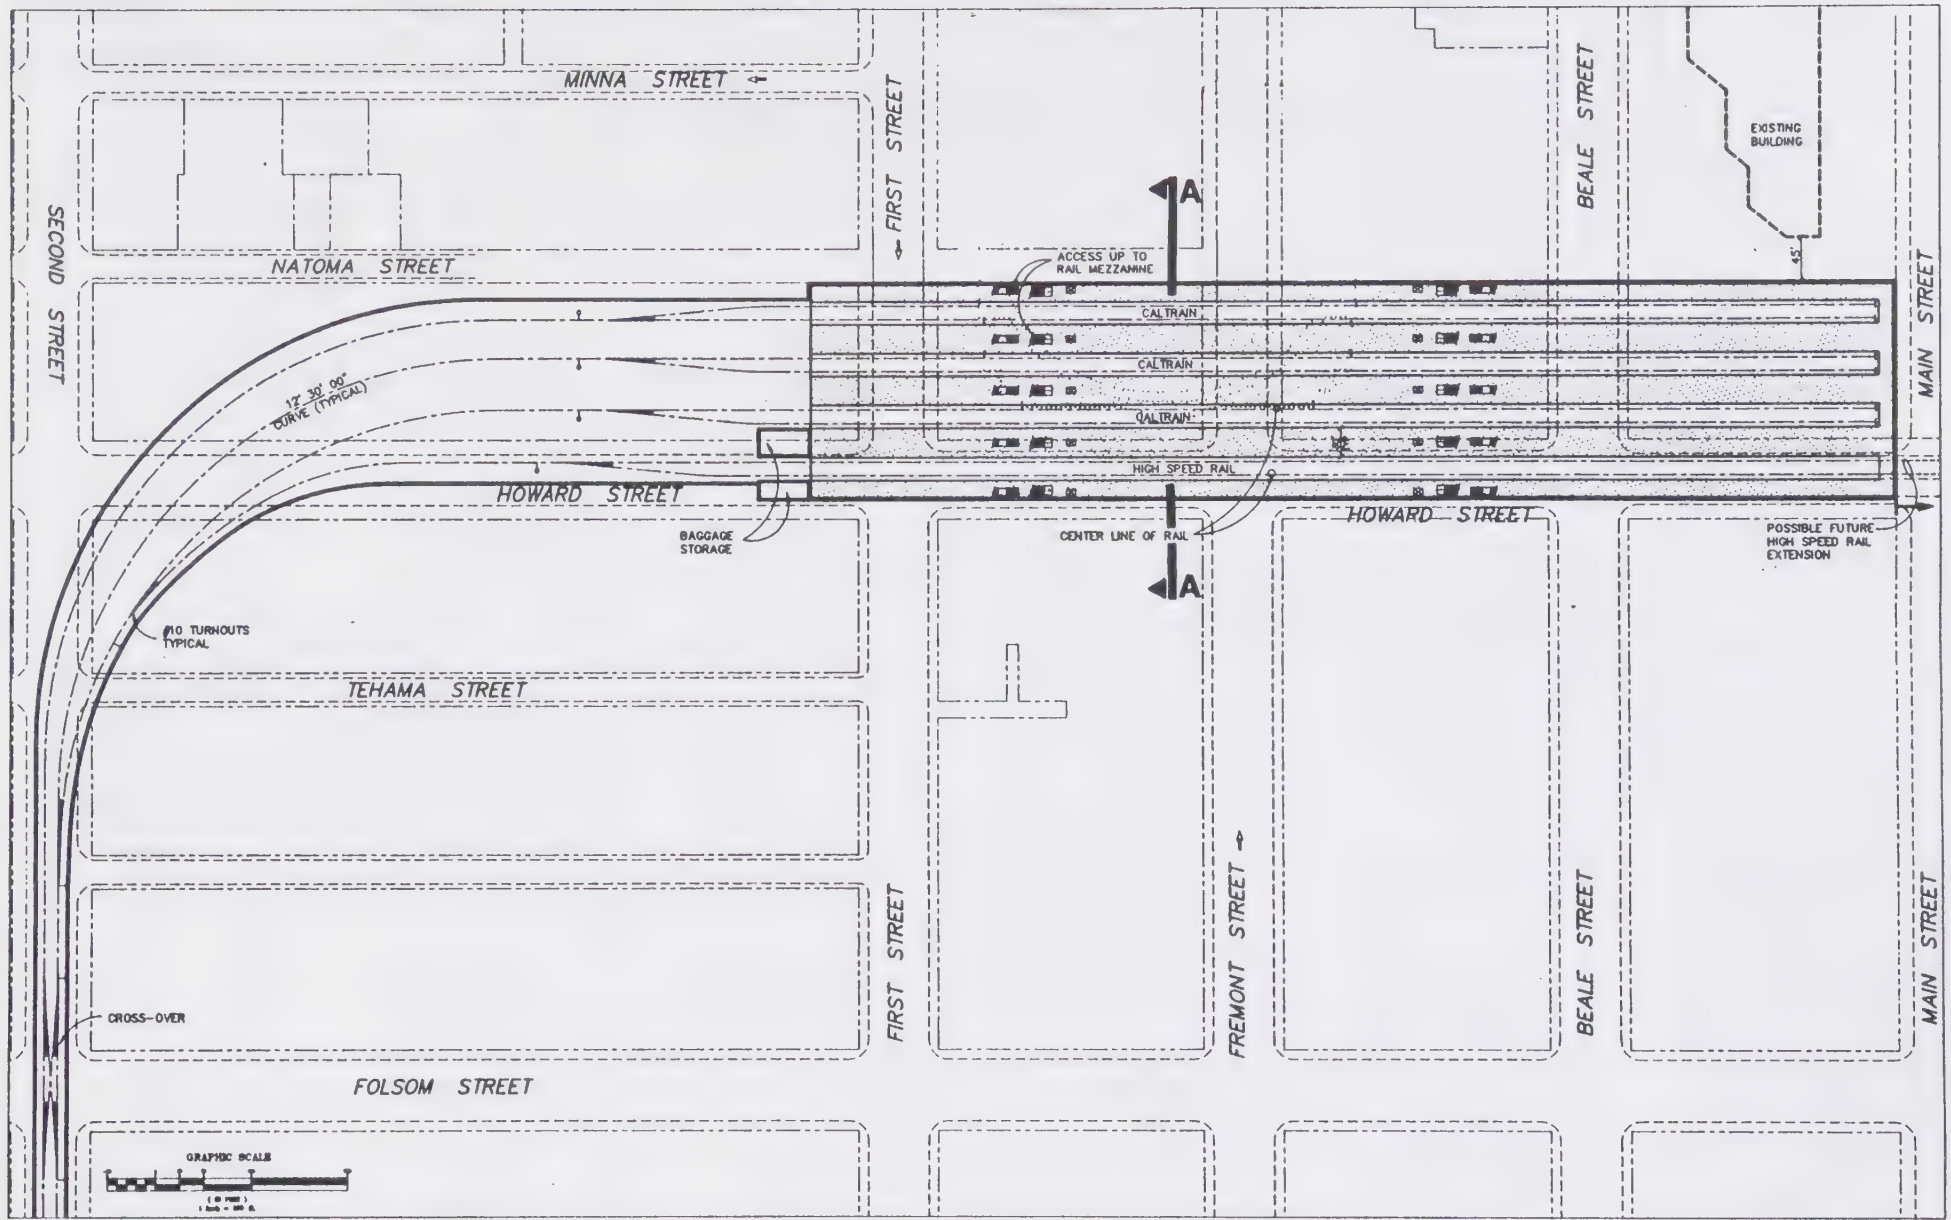 MINNA STREET
FIRST STREET
BEALE STREET
EXISTING
BUILDING
A
SECOND STREET
NATOMA STREET
ACCESS UP TO
RAIL MEZZANINE
45'
MAIN STREET
CALTRAIN
12° 30' 00"
CURVE (TYPICAL)
CALTRAIN
CALTRAIN
HIGH SPEED RAIL
HOWARD STREET
HOWARD STREET
BAGGAGE
STORAGE
CENTER LINE OF RAIL
POSSIBLE FUTURE
HIGH SPEED RAIL
EXTENSION
A
#10 TURNOUTS
TYPICAL
TEHAMA STREET
FIRST STREET
FREMONT STREET
BEALE STREET
MAIN STREET
CROSS-OVER
FOLSOM STREET
GRAPHIC SCALE